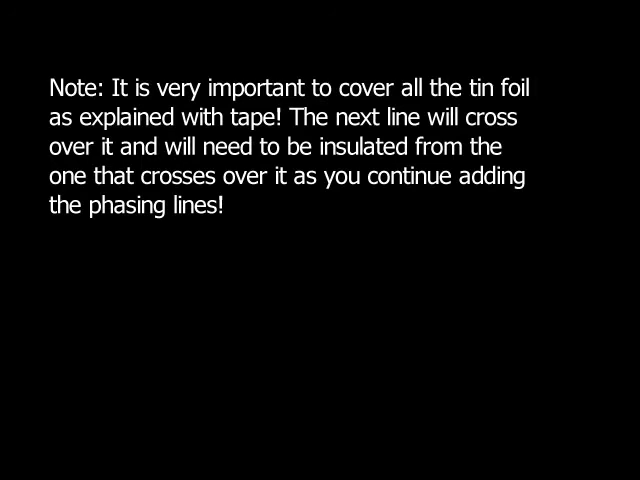 Note: It is very important to cover all the tin foil
as explained with tape! The next line will cross
over it and will need to be insulated from the
one that crosses over it as you continue adding
the phasing lines!